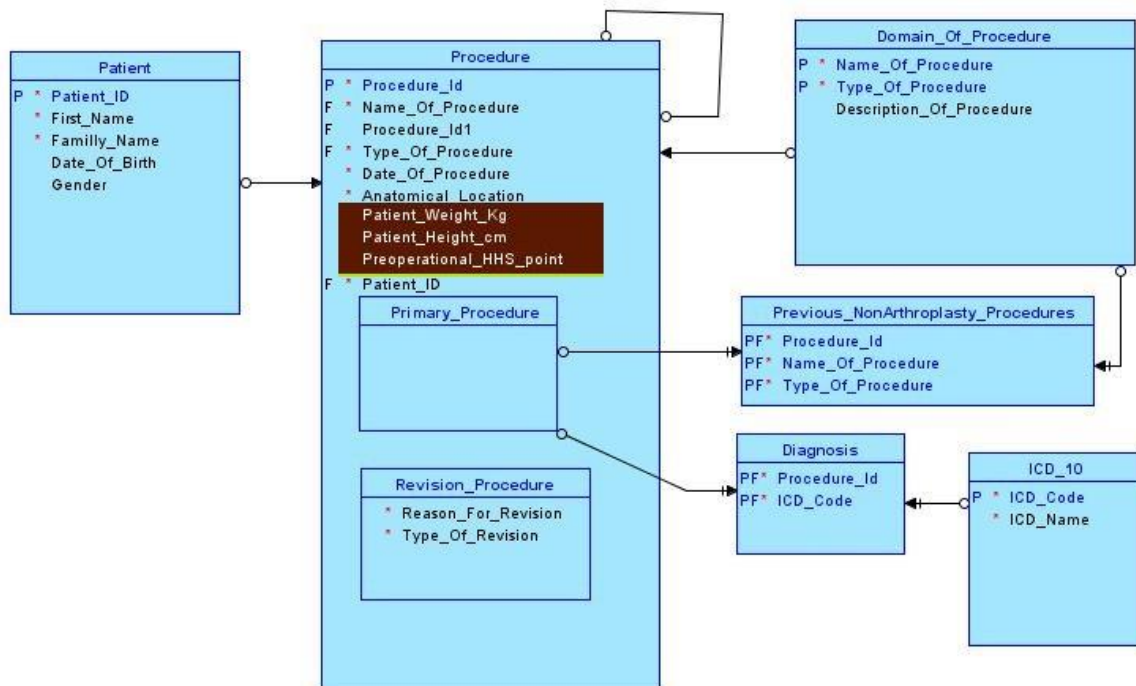 Patient
P * Patient_ID
* First_Name
* Familly_Name
Date_Of_Birth
Gender
Procedure
P * Procedure_Id
F * Name_Of_Procedure
F Procedure_Id1
F * Type_Of_Procedure
* Date_Of_Procedure
* Anatomical_Location
Patient_Weight_Kg
Patient_Height_cm
Preoperational_HHS_point
F * Patient_ID
Primary_Procedure
Revision_Procedure
* Reason_For_Revision
* Type_Of_Revision
Domain_Of_Procedure
P * Name_Of_Procedure
P * Type_Of_Procedure
Description_Of_Procedure
Previous_NonArthroplasty_Procedures
PF* Procedure_Id
PF* Name_Of_Procedure
PF* Type_Of_Procedure
Diagnosis
PF* Procedure_Id
PF* ICD_Code
ICD_10
P * ICD_Code
* ICD_Name